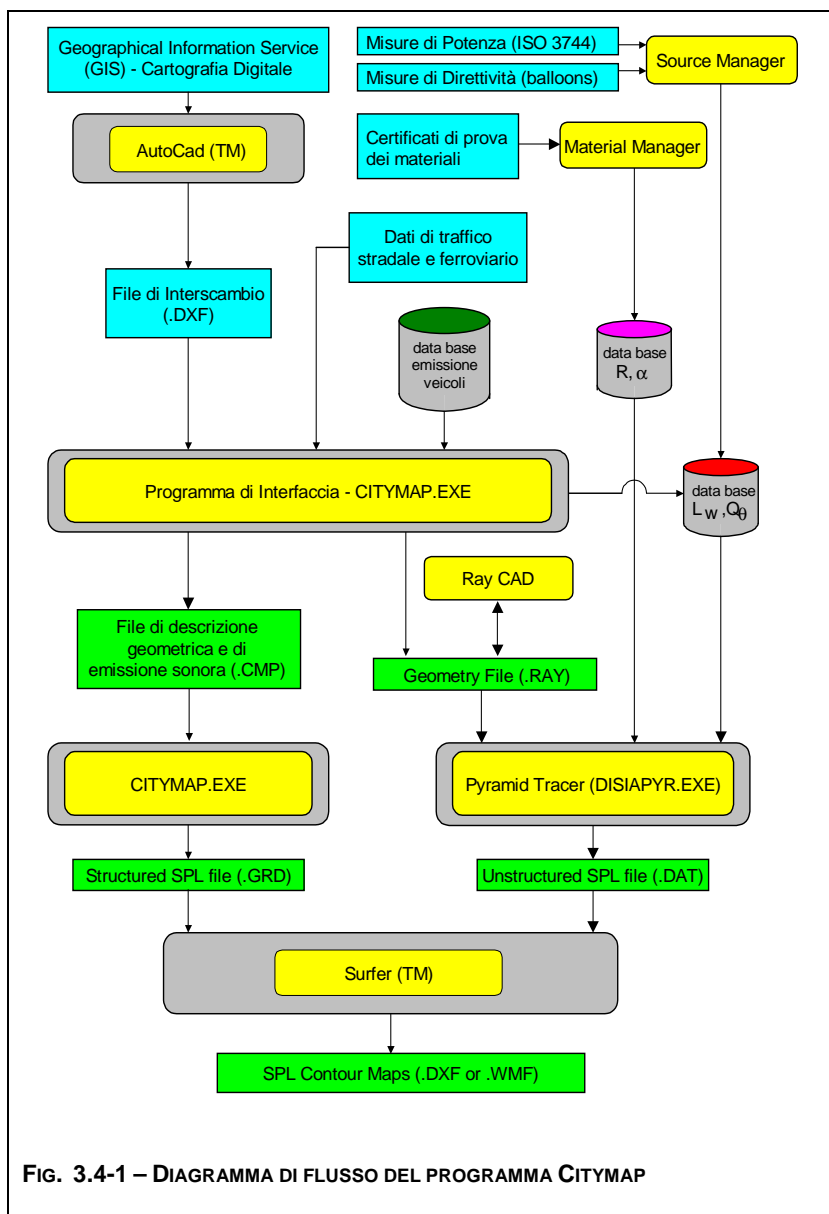 Geographical Information Service
(GIS) - Cartografia Digitale
Misure di Potenza (ISO 3744)
Misure di Direttività (balloons)
Source Manager
AutoCad (TM)
Certificati di prova
dei materiali
Material Manager
Dati di traffico
stradale e ferroviario
File di Interscambio
(.DXF)
data base
emissione
veicoli
data base
R, α
Programma di Interfaccia - CITYMAP.EXE
data base
L W ,Qθ
Ray CAD
File di descrizione
geometrica e di
emissione sonora (.CMP)
Geometry File (.RAY)
CITYMAP.EXE
Pyramid Tracer (DISIAPYR.EXE)
Structured SPL file (.GRD)
Unstructured SPL file (.DAT)
Surfer (TM)
SPL Contour Maps (.DXF or .WMF)
FIG. 3.4-1 – DIAGRAMMA DI FLUSSO DEL PROGRAMMA CITYMAP